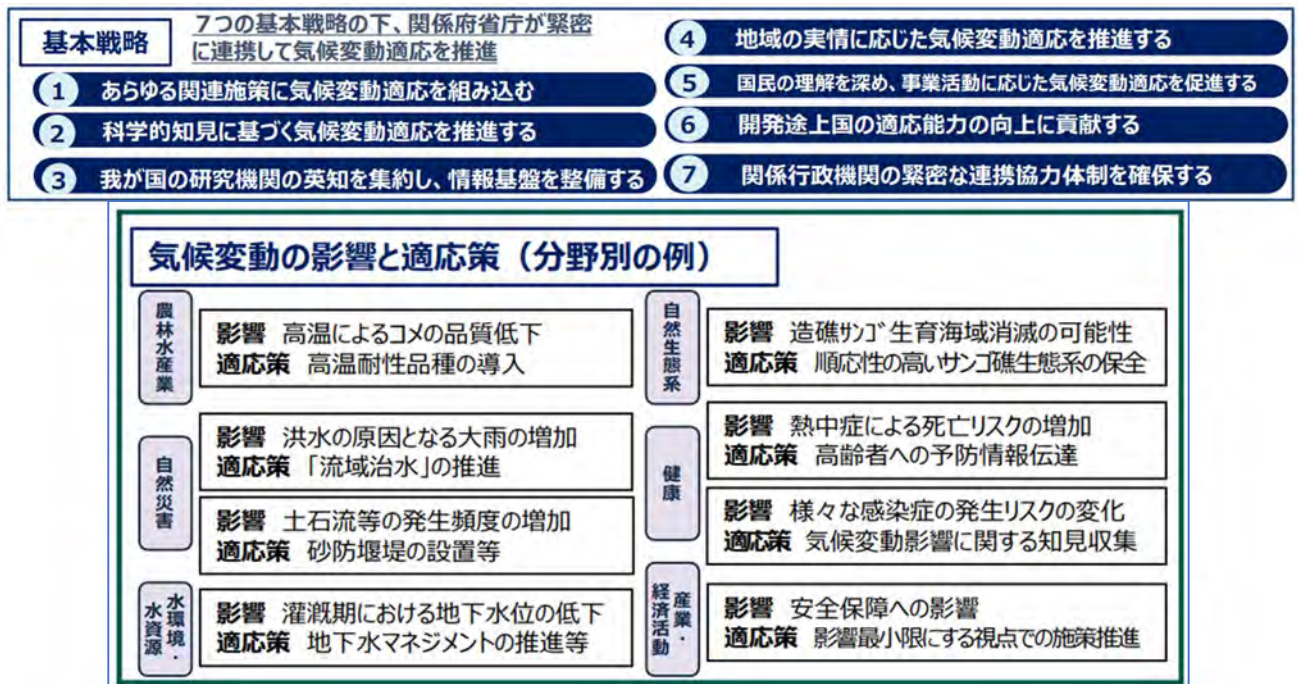 基本戦略
7つの基本戦略の下、関係府省庁が緊密
に連携して気候変動適応を推進
1 あらゆる関連施策に気候変動適応を組み込む
2 科学的知見に基づく気候変動適応を推進する
3 我が国の研究機関の英知を集約し、情報基盤を整備する
4 地域の実情に応じた気候変動適応を推進する
5 国民の理解を深め、事業活動に応じた気候変動適応を促進する
6 開発途上国の適応能力の向上に貢献する
7 関係行政機関の緊密な連携協力体制を確保する
気候変動の影響と適応策（分野別の例）
農林水産業
影響 高温によるコメの品質低下
適応策 高温耐性品種の導入
自然災害
影響 洪水の原因となる大雨の増加
適応策 「流域治水」の推進
影響 土石流等の発生頻度の増加
適応策 砂防堰堤の設置等
水環境・
水資源
影響 灌漑期における地下水位の低下
適応策 地下水マネジメントの推進等
自然生態系
影響 造礁サンゴ生育海域消滅の可能性
適応策 順応性の高いサンゴ礁生態系の保全
健康
影響 熱中症による死亡リスクの増加
適応策 高齢者への予防情報伝達
影響 様々な感染症の発生リスクの変化
適応策 気候変動影響に関する知見収集
産業・
経済活動
影響 安全保障への影響
適応策 影響最小限にする視点での施策推進